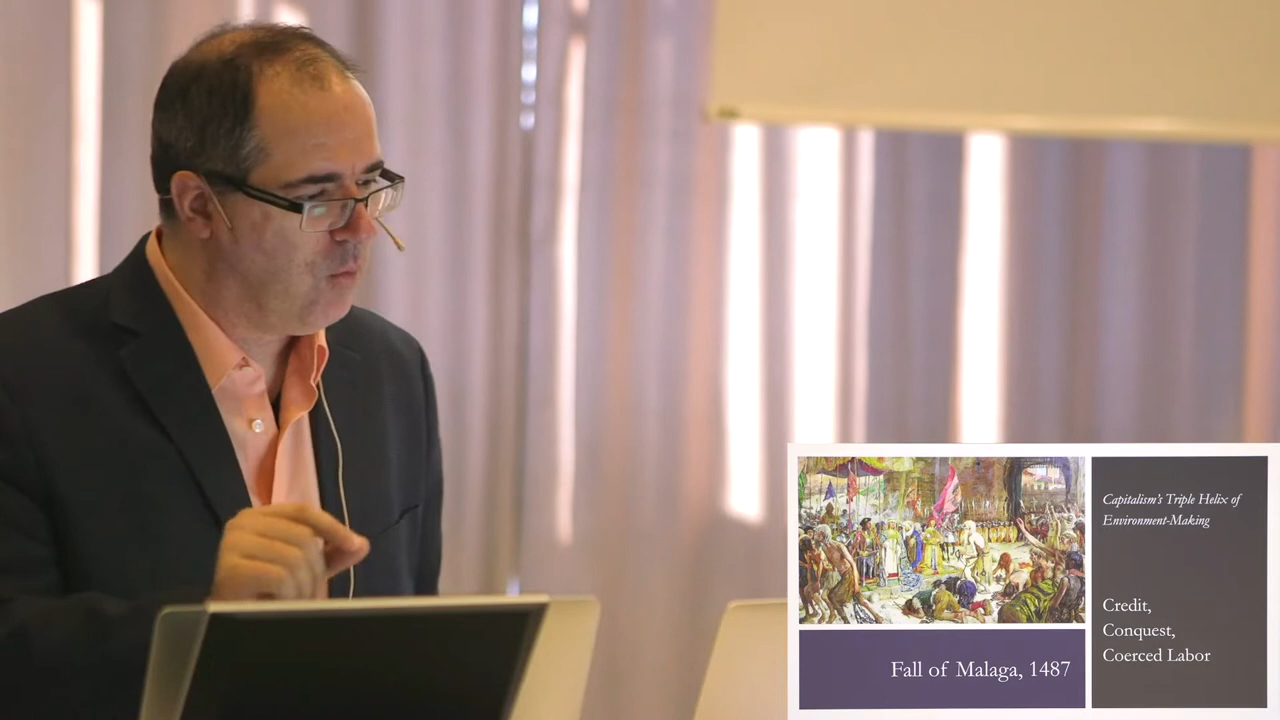 Capitalism's Triple Helix of
Environment-Making
Credit,
Conquest,
Coerced Labor
Fall of Malaga, 1487